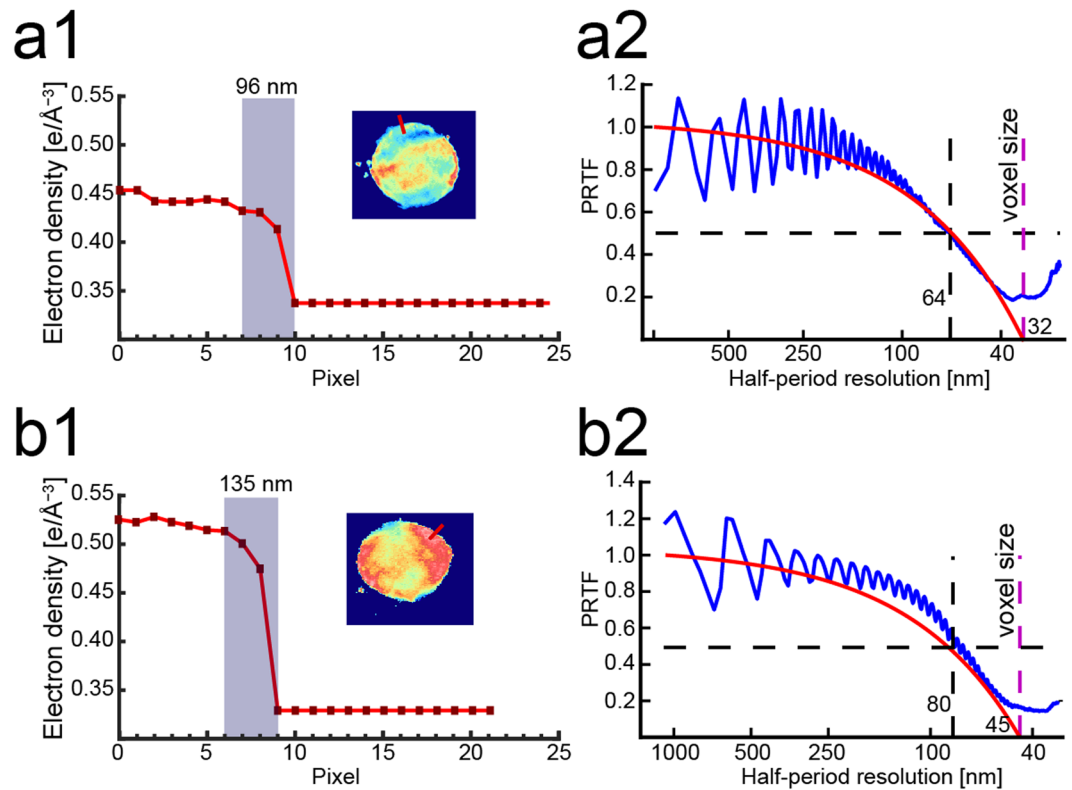 a1
96 nm
Electron density [e/Å⁻³]
0.55
0.50
0.45
0.40
0.35
0 5 10 15 20 25
Pixel
a2
PRTF
1.2
1.0
0.8
0.6
0.4
0.2
voxel size
64
32
500 250 100 40
Half-period resolution [nm]
b1
135 nm
Electron density [e/Å⁻³]
0.55
0.50
0.45
0.40
0.35
0 5 10 15 20 25
Pixel
b2
PRTF
1.4
1.2
1.0
0.8
0.6
0.4
0.2
voxel size
80
45
1000 500 250 100 40
Half-period resolution [nm]